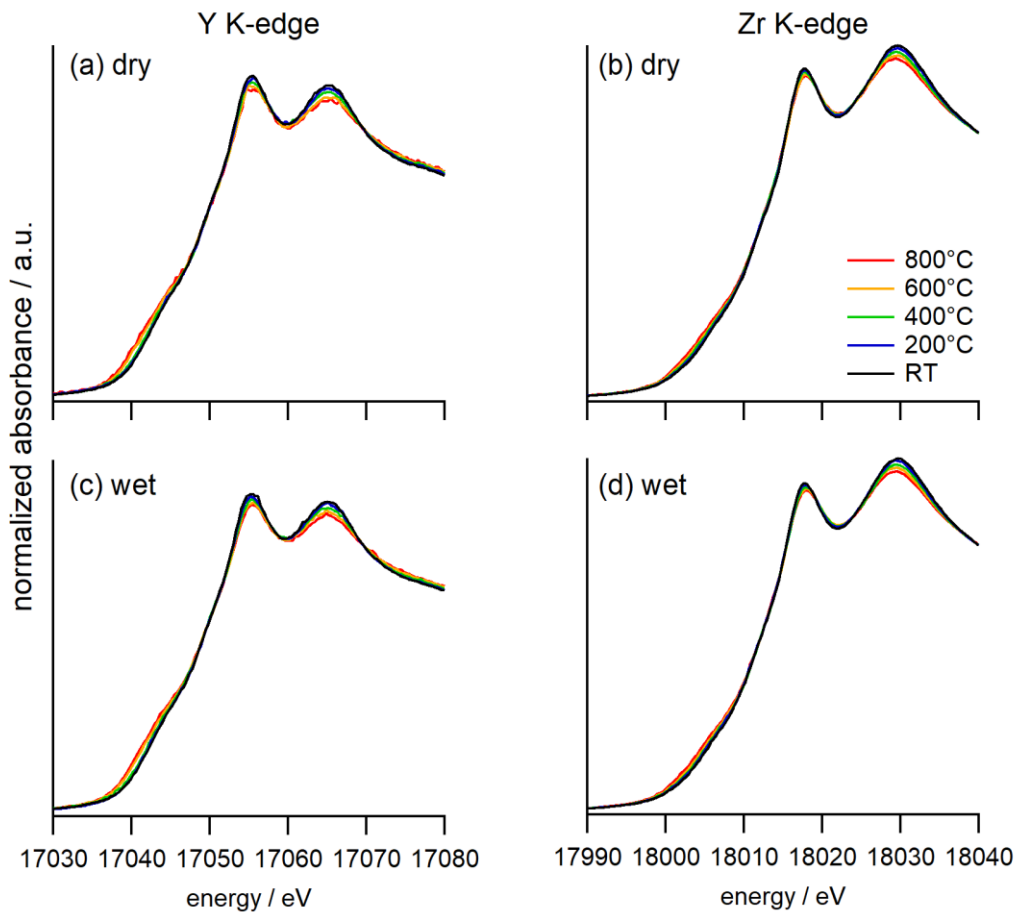 Y K-edge
Zr K-edge
(a) dry
(b) dry
800°C
600°C
400°C
200°C
RT
normalized absorbance / a.u.
(c) wet
(d) wet
17030 17040 17050 17060 17070 17080
17990 18000 18010 18020 18030 18040
energy / eV
energy / eV